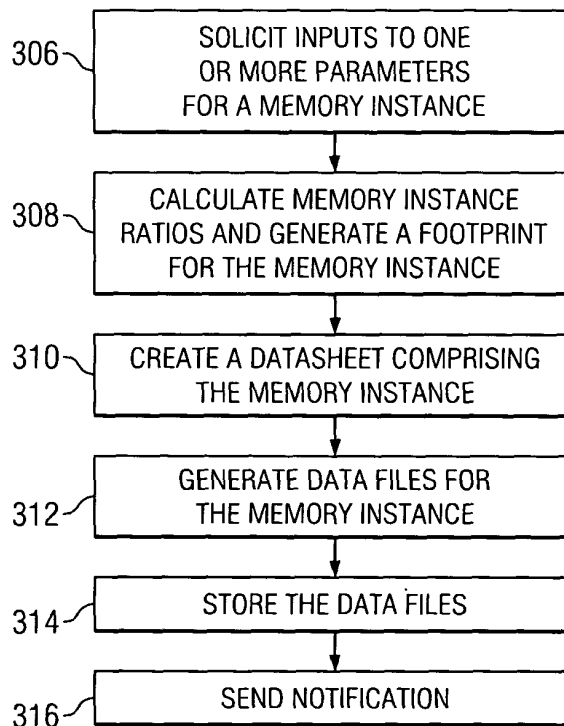 306
SOLICIT INPUTS TO ONE
OR MORE PARAMETERS
FOR A MEMORY INSTANCE
308
CALCULATE MEMORY INSTANCE
RATIOS AND GENERATE A FOOTPRINT
FOR THE MEMORY INSTANCE
310
CREATE A DATASHEET COMPRISING
THE MEMORY INSTANCE
312
GENERATE DATA FILES FOR
THE MEMORY INSTANCE
314
STORE THE DATA FILES
316
SEND NOTIFICATION